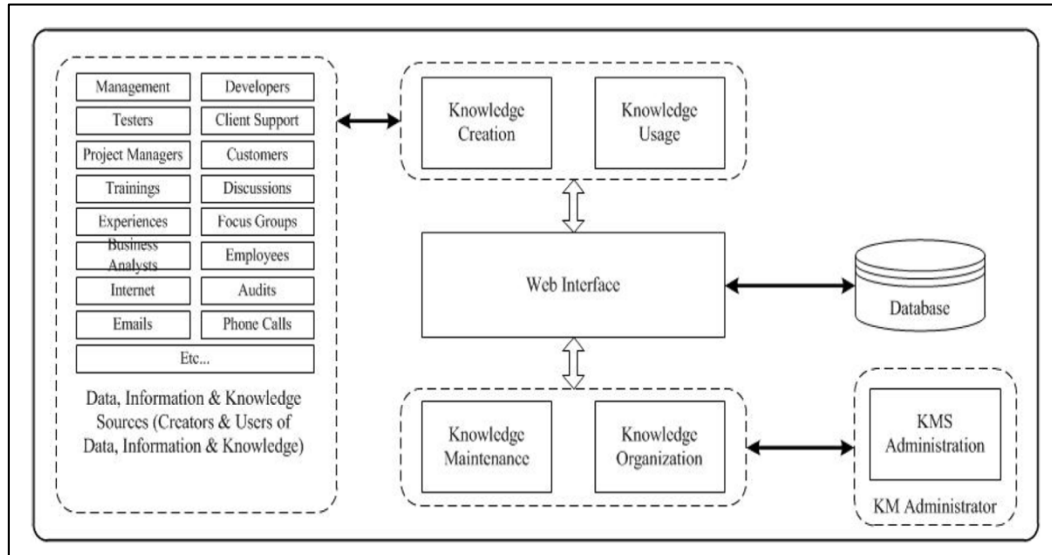 Management
Developers
Testers
Client Support
Project Managers
Customers
Trainings
Discussions
Experiences
Focus Groups
Business
Analysts
Employees
Internet
Audits
Emails
Phone Calls
Etc...
Data, Information & Knowledge
Sources (Creators & Users of
Data, Information & Knowledge)
Knowledge
Creation
Knowledge
Usage
Web Interface
Database
Knowledge
Maintenance
Knowledge
Organization
KMS
Administration
KM Administrator